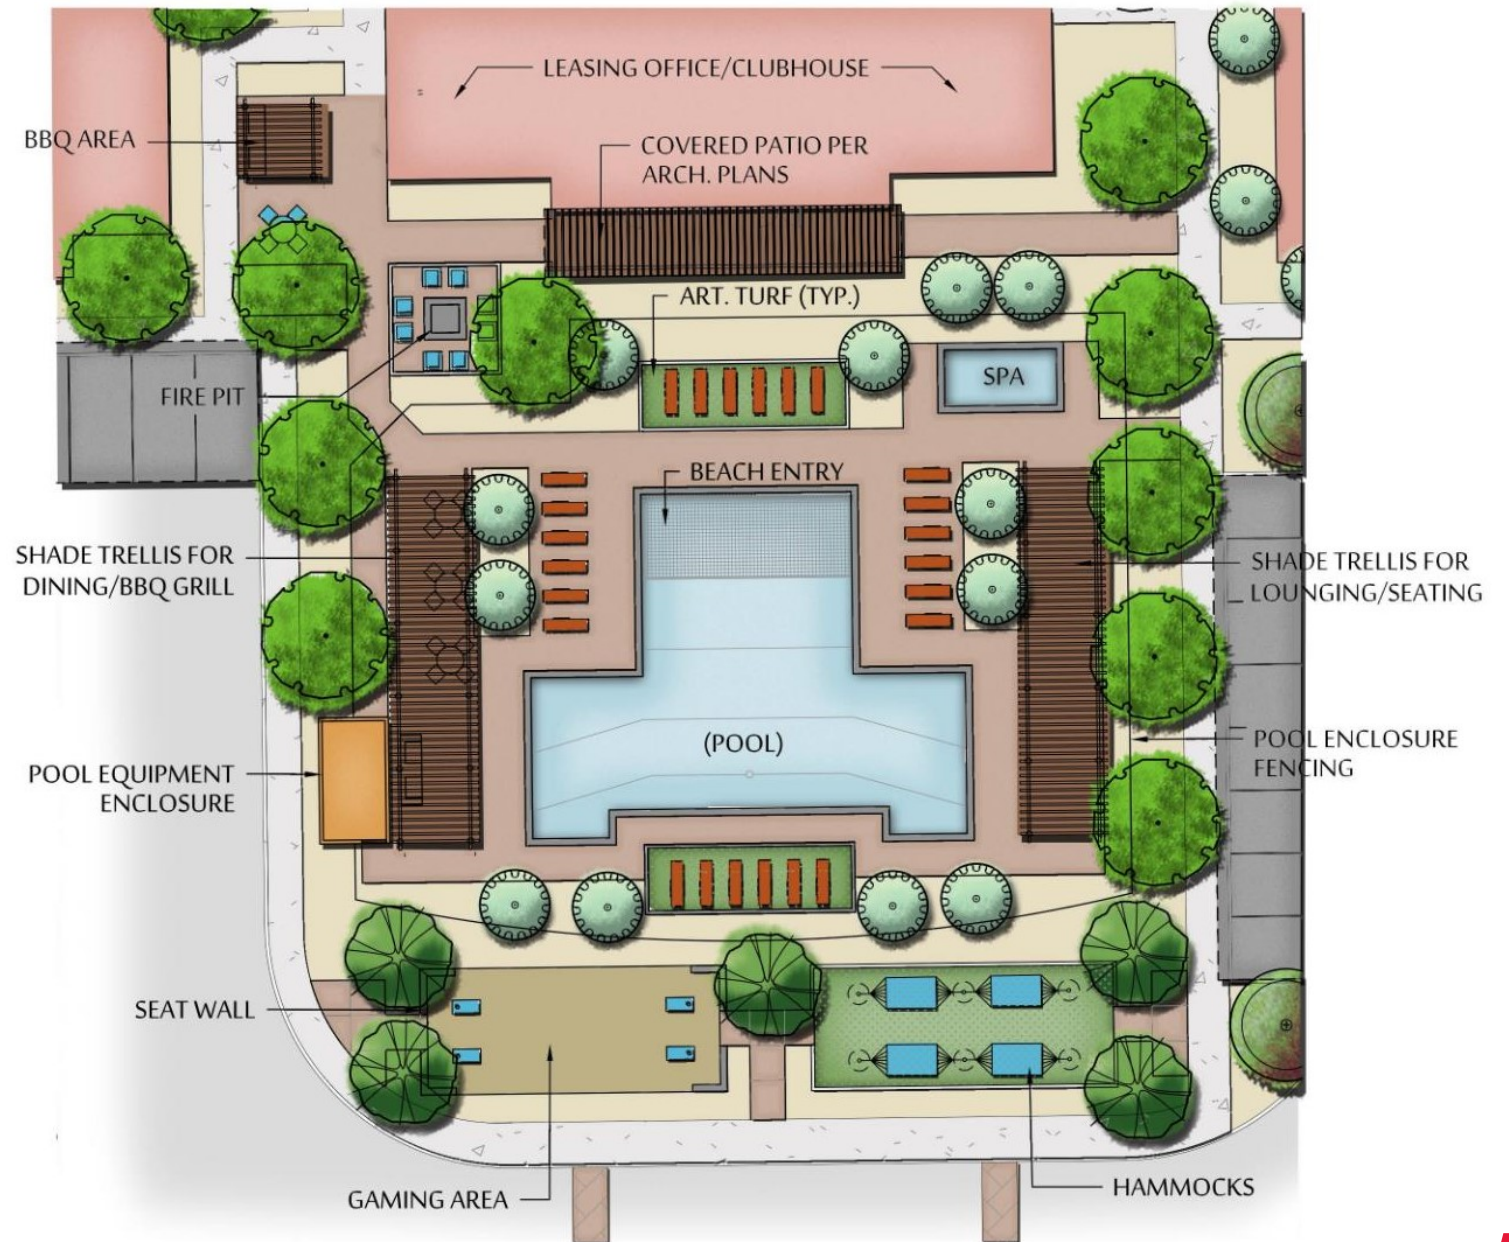 LEASING OFFICE/CLUBHOUSE
BBQ AREA
COVERED PATIO PER
ARCH. PLANS
ART. TURF (TYP.)
SPA
FIRE PIT
BEACH ENTRY
SHADE TRELLIS FOR
DINING/BBQ GRILL
SHADE TRELLIS FOR
LOUNGING/SEATING
(POOL)
POOL ENCLOSURE
FENCING
POOL EQUIPMENT
ENCLOSURE
SEAT WALL
GAMING AREA
HAMMOCKS